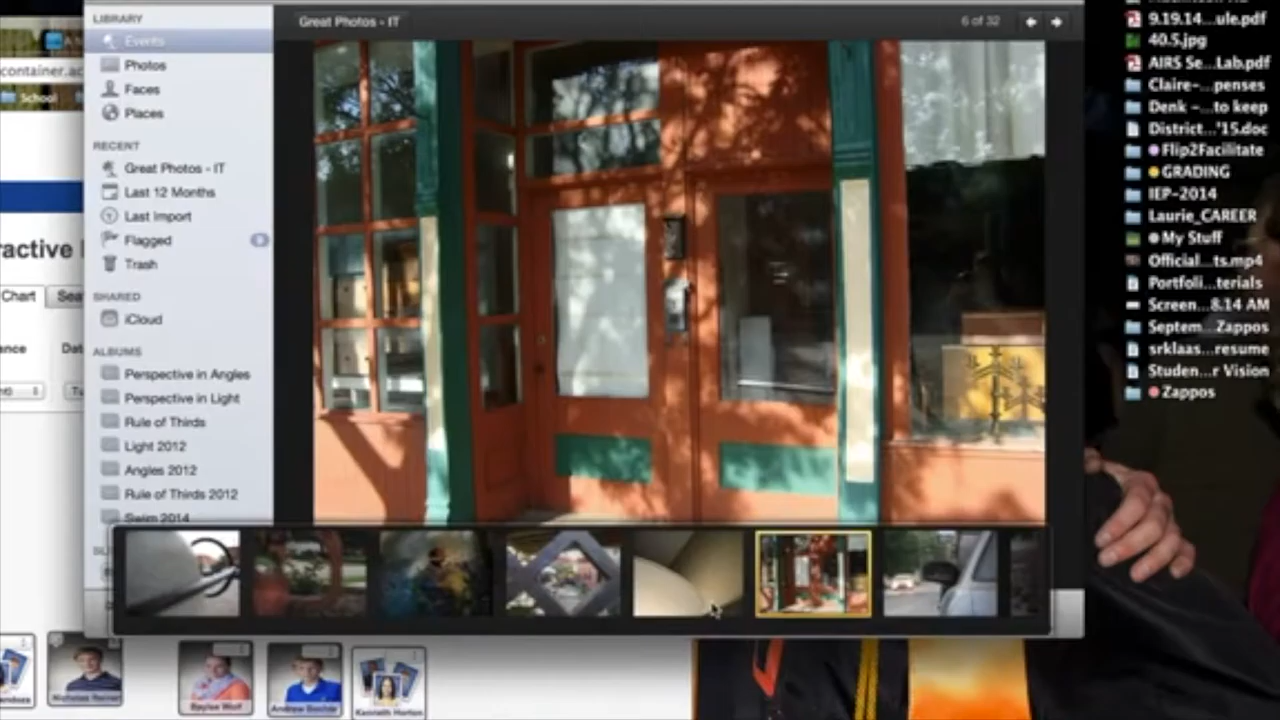 LIBRARY
Events
Photos
Faces
Places
RECENT
Great Photos - IT
Last 12 Months
Last Import
Flagged
Trash
SHARED
iCloud
ALBUMS
Perspective in Angles
Perspective in Light
Rule of Thirds
Light 2012
Angles 2012
Rule of Thirds 2012
Swim 2014
Great Photos - IT
6 of 32
container.ac
School
ractive
Chart
Sea
9.19.14...ule.pdf
40.5.jpg
AIRS Se...Lab.pdf
Claire-...penses
Denk -...to keep
District...'15.doc
Flip2Facilitate
GRADING
IEP-2014
Laurie_CAREER
My Stuff
Official...ts.mp4
Portfoli...terials
Screen...8.14 AM
Septem...Zappos
srklaas...resume
Studen...r Vision
Zappos
Kenneth Horton